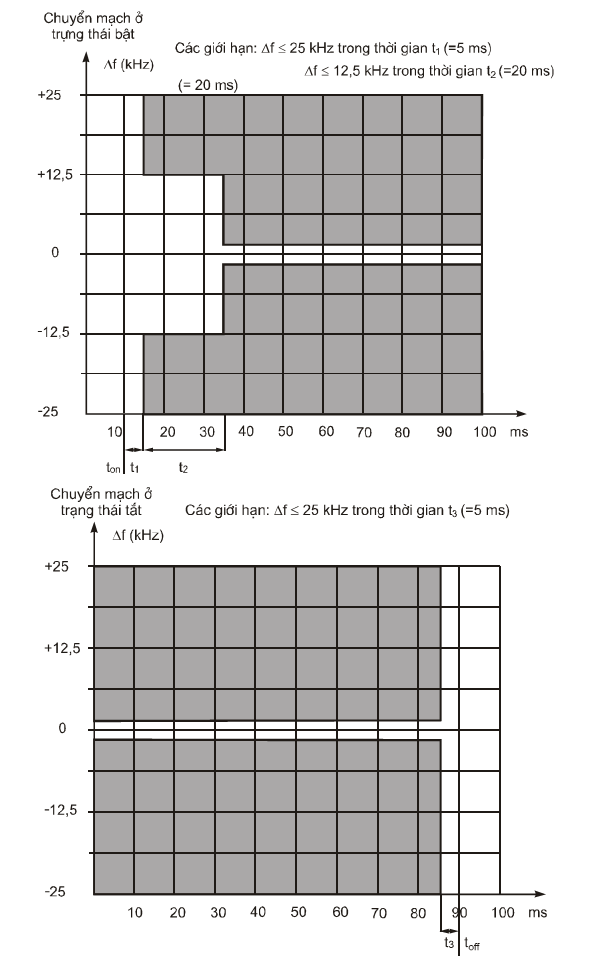 Chuyển mạch ở
trựng thái bật
Các giới hạn: Δf ≤ 25 kHz trong thời gian t₁ (=5 ms)
Δf (kHz)
Δf ≤ 12,5 kHz trong thời gian t₂ (=20 ms)
(= 20 ms)
+25
+12,5
0
-12,5
-25
10 20 30 40 50 60 70 80 90 100 ms
tₒₙ t₁ t₂
Chuyển mạch ở
trạng thái tắt
Các giới hạn: Δf ≤ 25 kHz trong thời gian t₃ (=5 ms)
Δf (kHz)
+25
+12,5
0
-12,5
-25
10 20 30 40 50 60 70 80 90 100 ms
t₃ toff